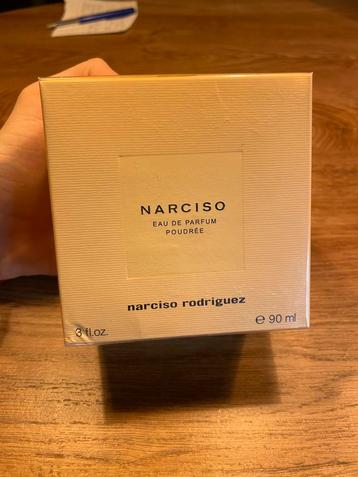 NARCISO
EAU DE PARFUM
POUDRÉE
narciso rodriguez
3 fl.oz.
℮ 90 ml